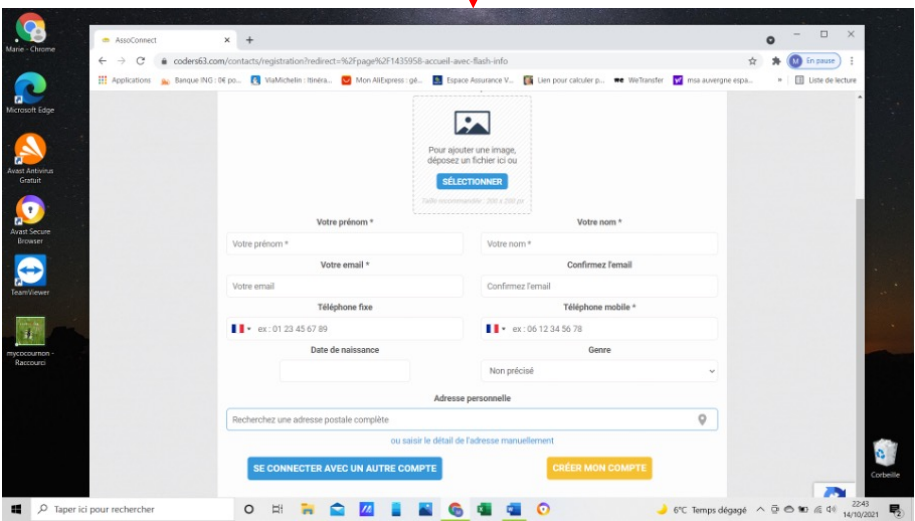 Marie - Chrome
Microsoft Edge
Avast Antivirus
Gratuit
Avast Secure
Browser
TeamViewer
mycocournon -
Raccourci
AssoConnect
coders63.com/contacts/registration?redirect=%2Fpage%2F1435958-accueil-avec-flash-info
En pause
Applications
Banque ING : 0€ po...
ViaMichelin : Itinéra...
Mon AliExpress : gé...
Espace Assurance V...
Lien pour calculer p...
WeTransfer
msa auvergne espa...
»
Liste de lecture
Pour ajouter une image,
déposez un fichier ici ou
SÉLECTIONNER
Taille recommandée : 200 x 200 px
Votre prénom *
Votre nom *
Votre prénom *
Votre nom *
Votre email *
Confirmez l'email
Votre email
Confirmez l'email
Téléphone fixe
Téléphone mobile *
ex : 01 23 45 67 89
ex : 06 12 34 56 78
Date de naissance
Genre
Non précisé
Adresse personnelle
Recherchez une adresse postale complète
ou saisir le détail de l'adresse manuellement
SE CONNECTER AVEC UN AUTRE COMPTE
CRÉER MON COMPTE
Corbeille
Taper ici pour rechercher
6°C Temps dégagé
22:43
14/10/2021